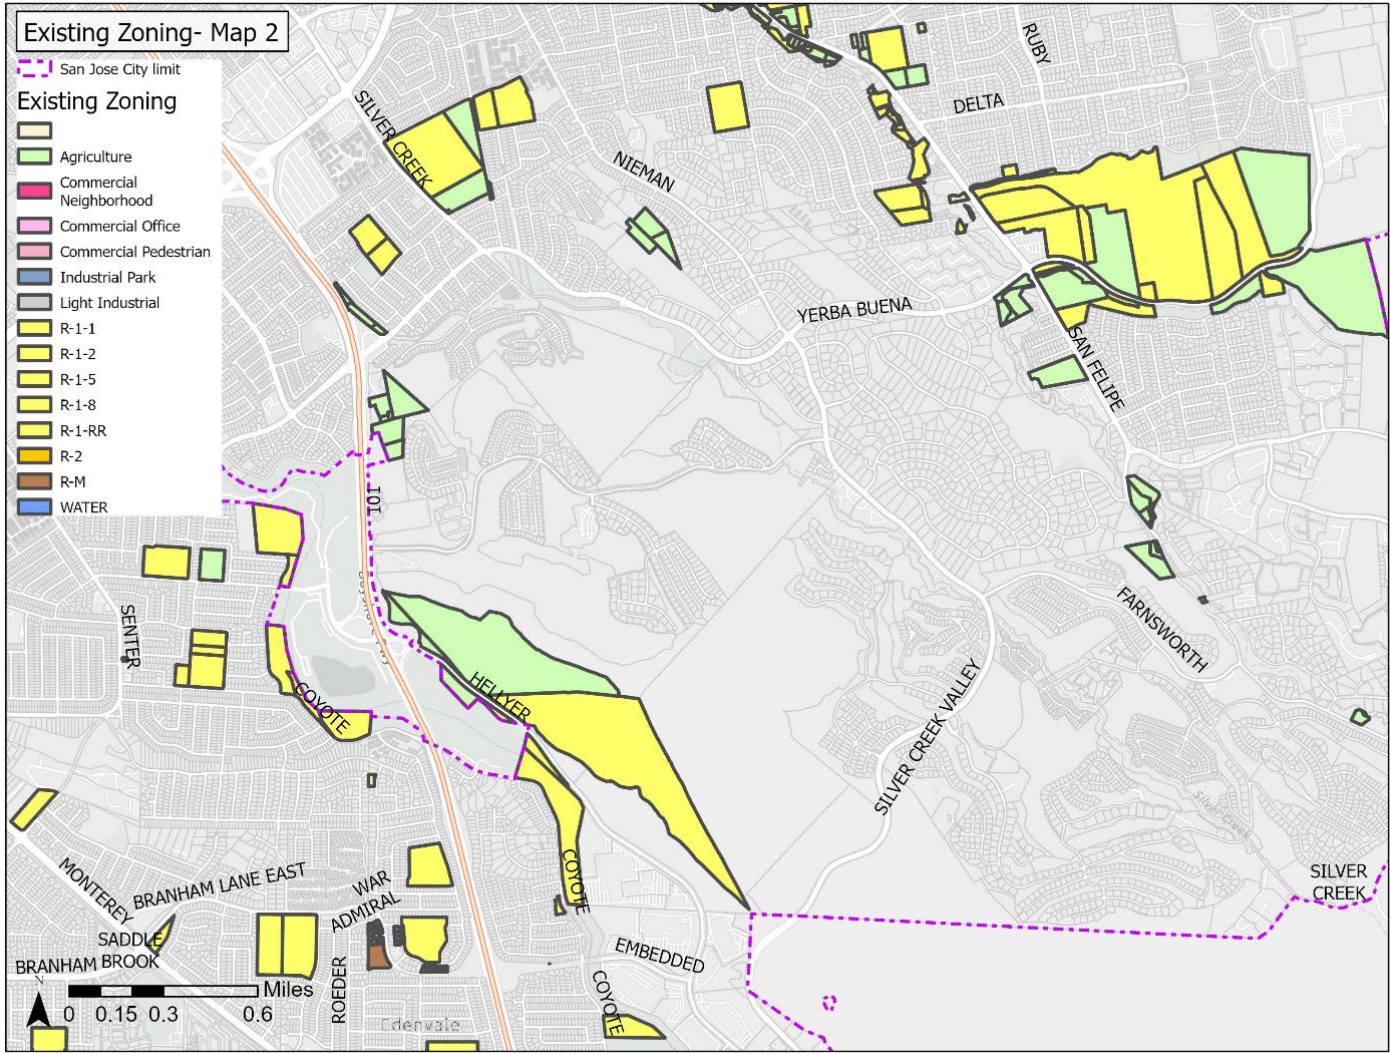 Existing Zoning- Map 2
San Jose City limit
Existing Zoning
Agriculture
Commercial
Neighborhood
Commercial Office
Commercial Pedestrian
Industrial Park
Light Industrial
R-1-1
R-1-2
R-1-5
R-1-8
R-1-RR
R-2
R-M
WATER
RUBY
DELTA
SILVER CREEK
NIEMAN
YERBA BUENA
SAN FELIPE
101
SENTER
FARNSWORTH
HELLYER
COYOTE
SILVER CREEK VALLEY
Silver Creek
MONTEREY
BRANHAM LANE EAST
WAR
ADMIRAL
COYOTE
SILVER
CREEK
SADDLE
BROOK
BRANHAM
ROEDER
EMBEDDED
COYOTE
Edenvale
N
Miles
0 0.15 0.3 0.6